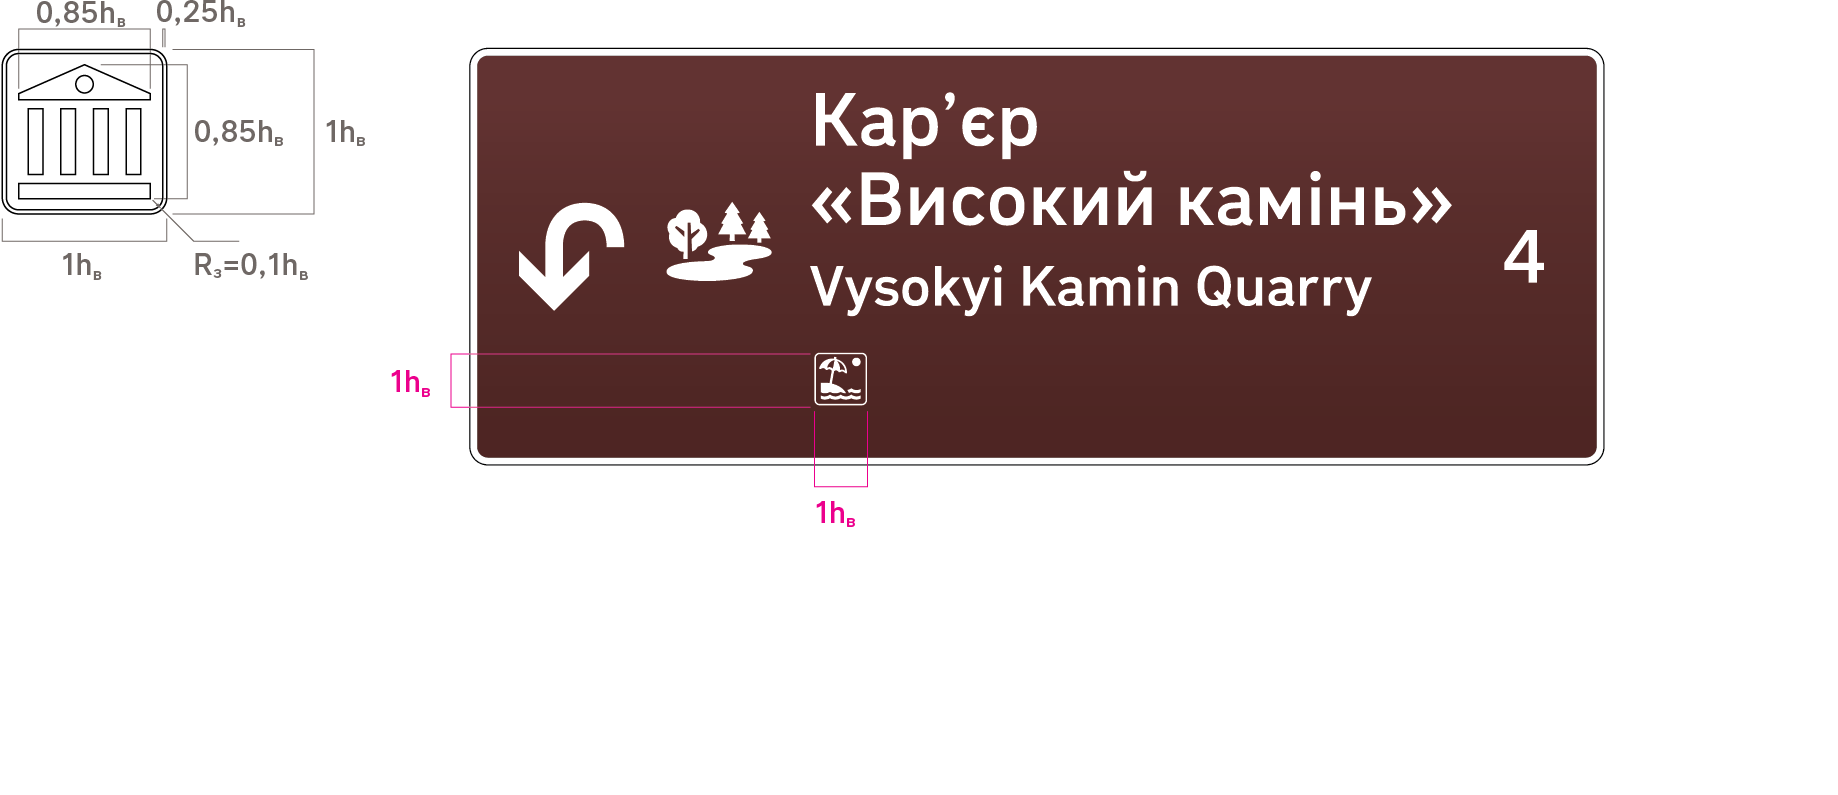 0,85hв
0,25hв
0,85hв
1hв
1hв
R₃=0,1hв
Кар’єр
«Високий камінь»
Vysokyi Kamin Quarry
4
1hв
1hв